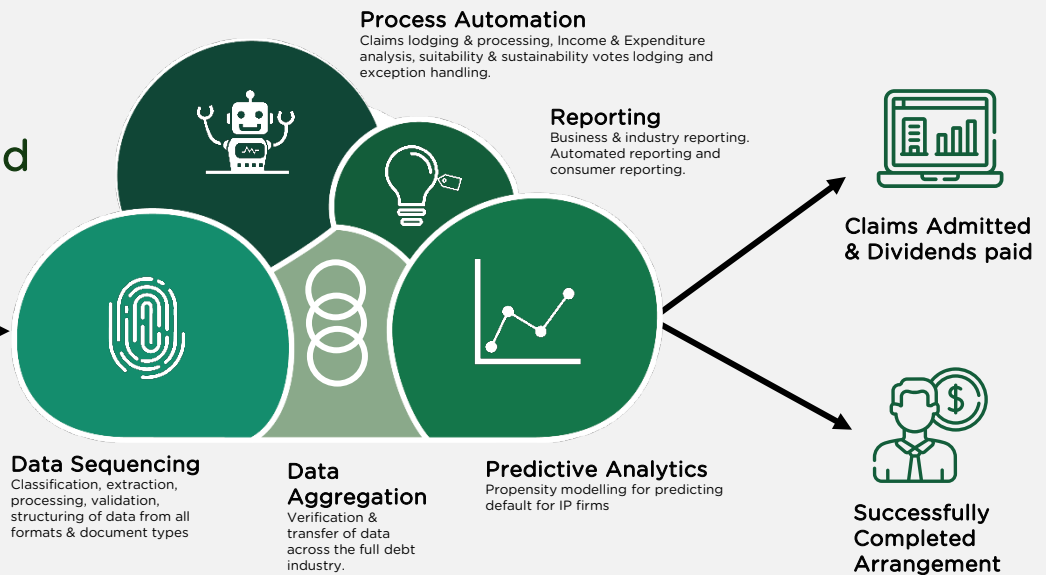 Process Automation
Claims lodging & processing, Income & Expenditure
analysis, suitability & sustainability votes lodging and
exception handling.
Reporting
Business & industry reporting.
Automated reporting and
consumer reporting.
d
Claims Admitted
& Dividends paid
$
Data Sequencing
Classification, extraction,
processing, validation,
structuring of data from all
formats & document types
Data
Aggregation
Verification &
transfer of data
across the full debt
industry.
Predictive Analytics
Propensity modelling for predicting
default for IP firms
Successfully
Completed
Arrangement